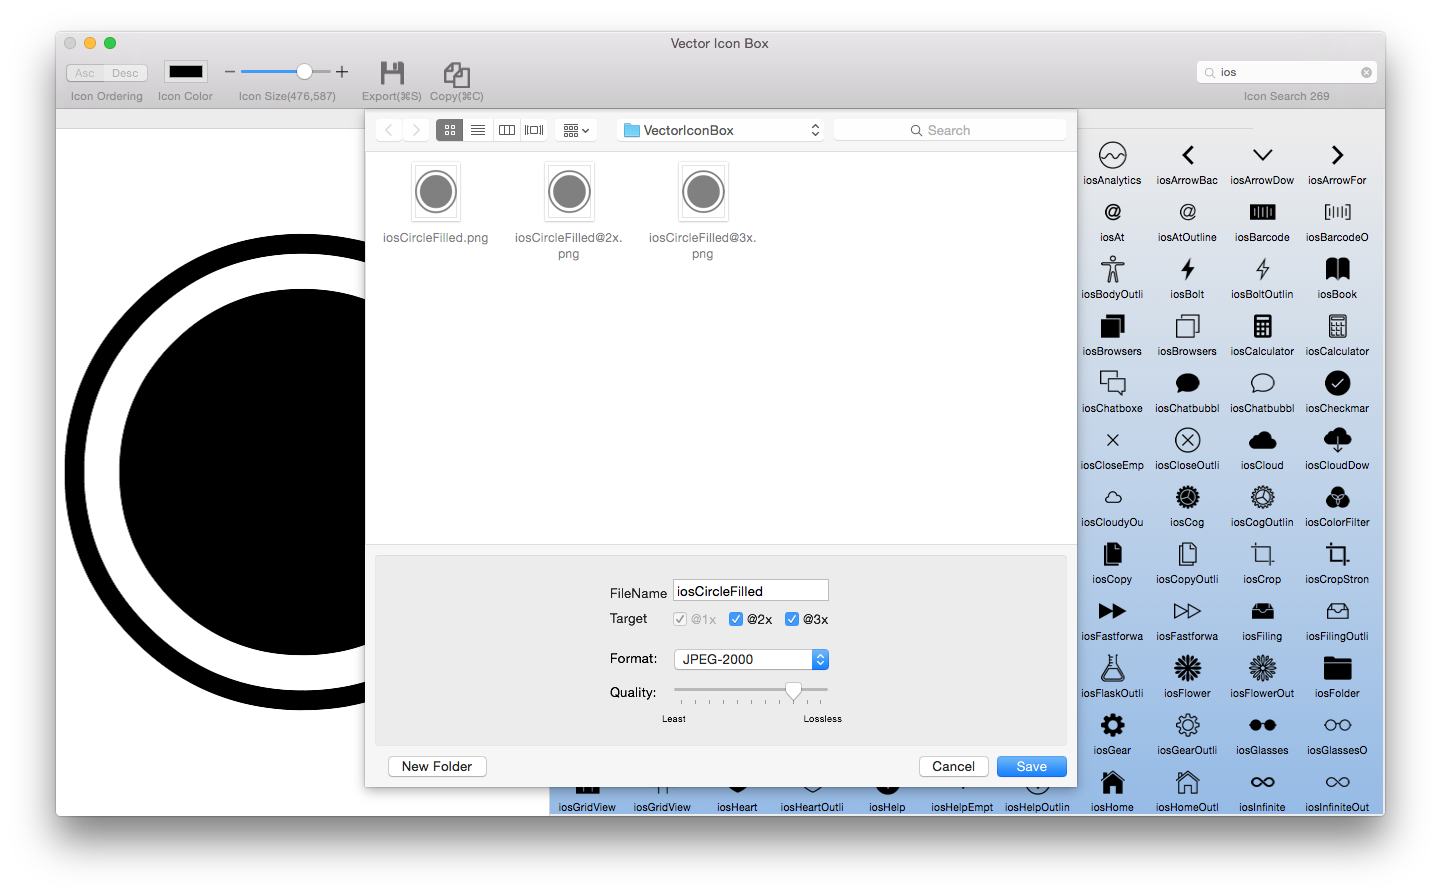 Vector Icon Box
Asc Desc
ios
Icon Ordering Icon Color Icon Size(476,587) Export(⌘S) Copy(⌘C) Icon Search 269
VectorIconBox
Search
iosCircleFilled.png iosCircleFilled@2x. iosCircleFilled@3x.
png png
iosAnalytics iosArrowBac iosArrowDow iosArrowFor
iosAt iosAtOutline iosBarcode iosBarcodeO
iosBodyOutli iosBolt iosBoltOutlin iosBook
iosBrowsers iosBrowsers iosCalculator iosCalculator
iosChatboxe iosChatbubbl iosChatbubbl iosCheckmar
iosCloseEmp iosCloseOutli iosCloud iosCloudDow
iosCloudyOu iosCog iosCogOutlin iosColorFilter
iosCopy iosCopyOutli iosCrop iosCropStron
iosFastforwa iosFastforwa iosFiling iosFilingOutli
iosFlaskOutli iosFlower iosFlowerOut iosFolder
iosGear iosGearOutli iosGlasses iosGlassesO
FileName iosCircleFilled
Target @1x @2x @3x
Format: JPEG-2000
Quality:
Least Lossless
New Folder Cancel Save
iosGridView iosGridView iosHeart iosHeartOutli iosHelp iosHelpEmpt iosHelpOutlin iosHome iosHomeOutl iosInfinite iosInfiniteOut